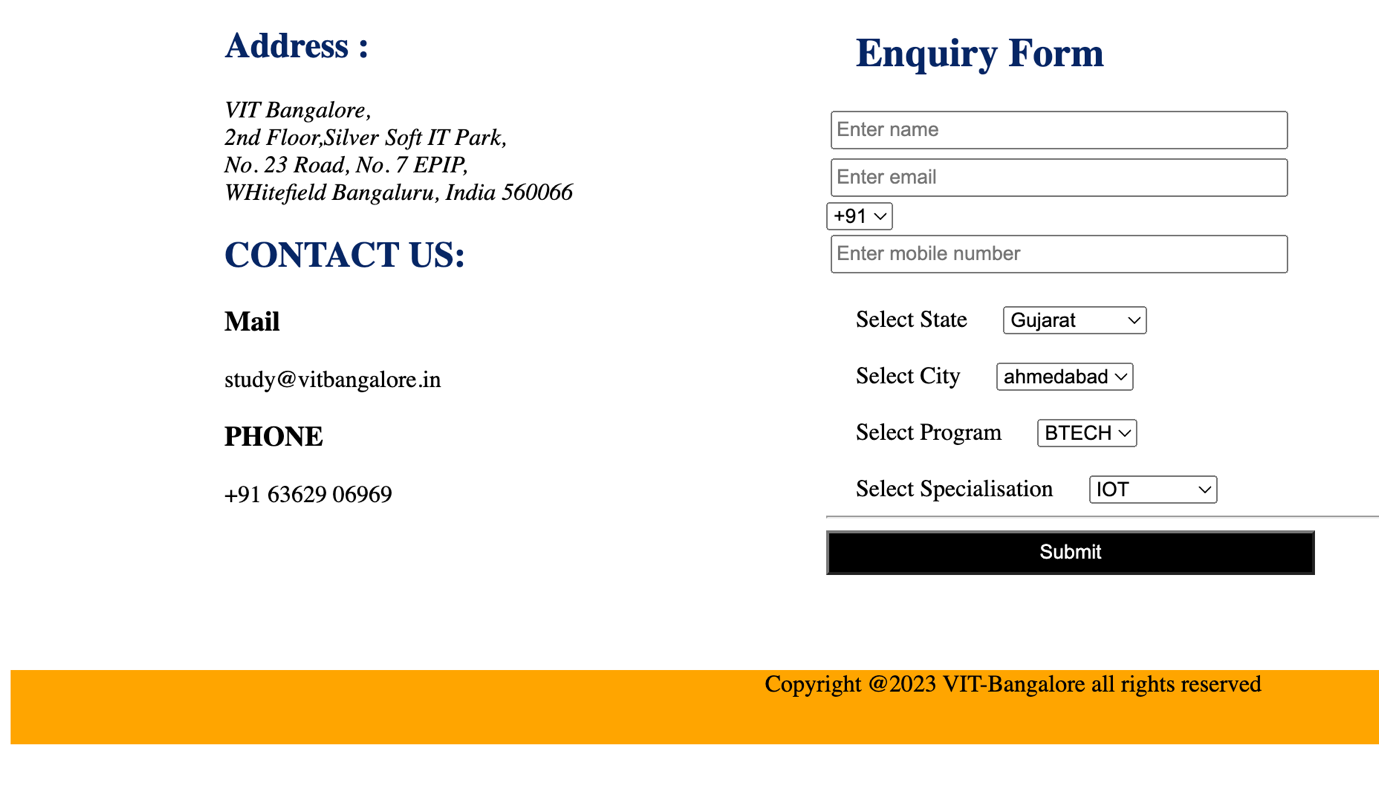 Address :
VIT Bangalore,
2nd Floor,Silver Soft IT Park,
No. 23 Road, No. 7 EPIP,
WHitefield Bangaluru, India 560066
CONTACT US:
Mail
study@vitbangalore.in
PHONE
+91 63629 06969
Enquiry Form
Enter name
Enter email
+91
Enter mobile number
Select State Gujarat
Select City ahmedabad
Select Program BTECH
Select Specialisation IOT
Submit
Copyright @2023 VIT-Bangalore all rights reserved